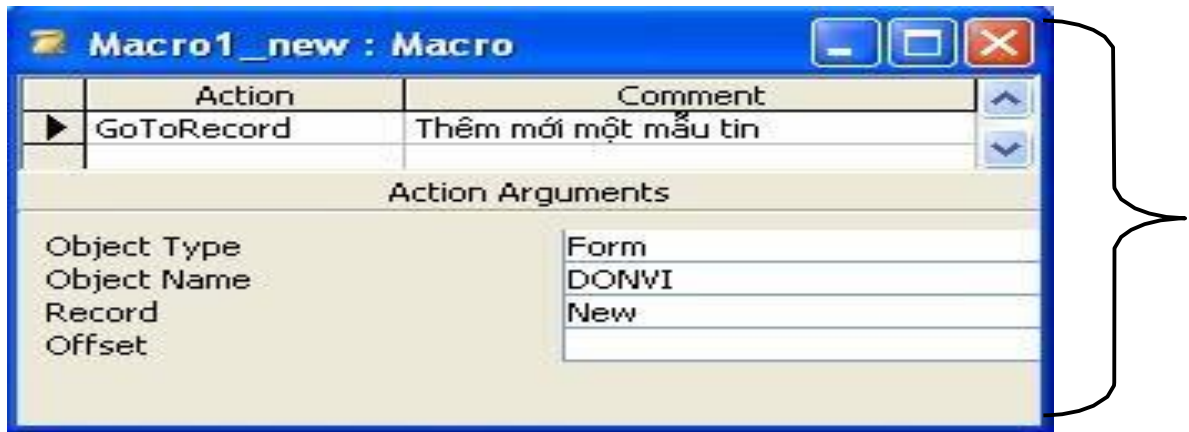 Macro1_new : Macro
Action Comment
GoToRecord Thêm mới một mẫu tin
Action Arguments
Object Type Form
Object Name DONVI
Record New
Offset